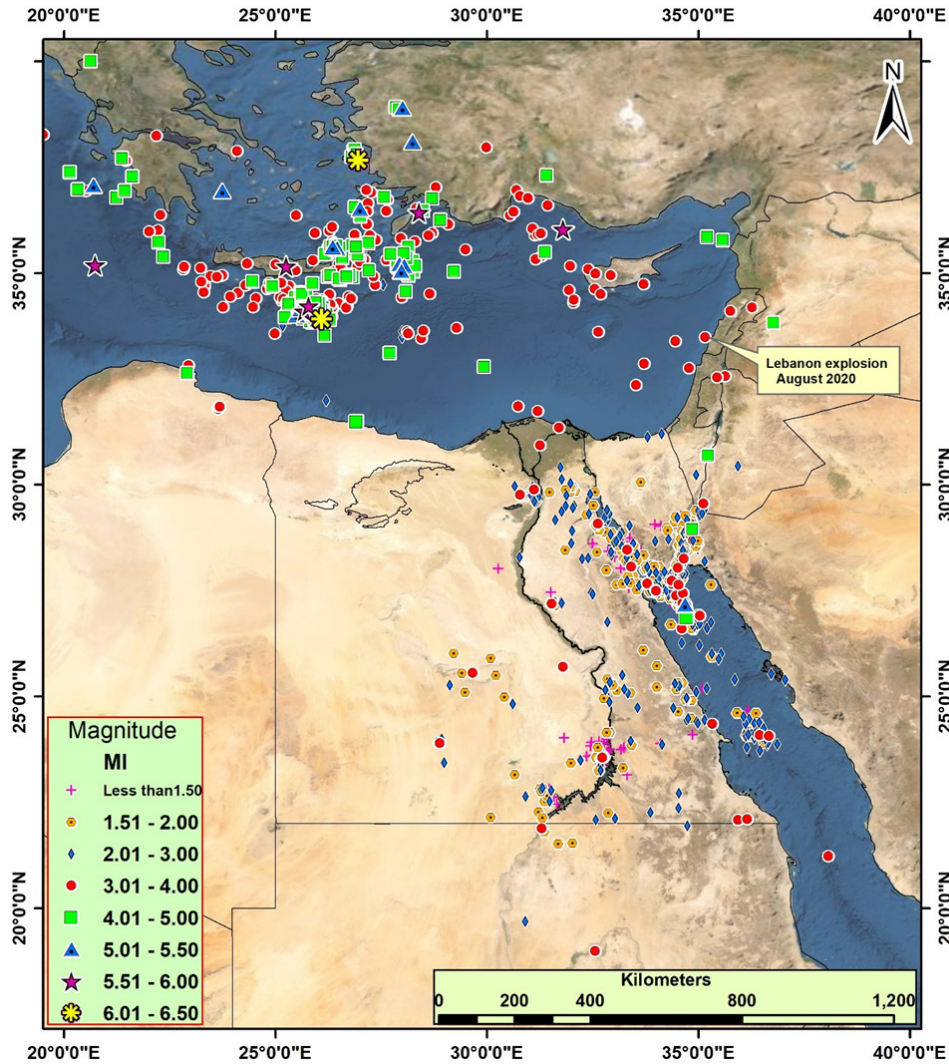 20°0'0"E 25°0'0"E 30°0'0"E 35°0'0"E 40°0'0"E
N
35°0'0"N 35°0'0"N
Lebanon explosion
August 2020
30°0'0"N 30°0'0"N
25°0'0"N 25°0'0"N
Magnitude
Ml
Less than1.50
1.51 - 2.00
2.01 - 3.00
3.01 - 4.00
4.01 - 5.00
5.01 - 5.50
5.51 - 6.00
6.01 - 6.50
20°0'0"N 20°0'0"N
Kilometers
0 200 400 800 1,200
20°0'0"E 25°0'0"E 30°0'0"E 35°0'0"E 40°0'0"E